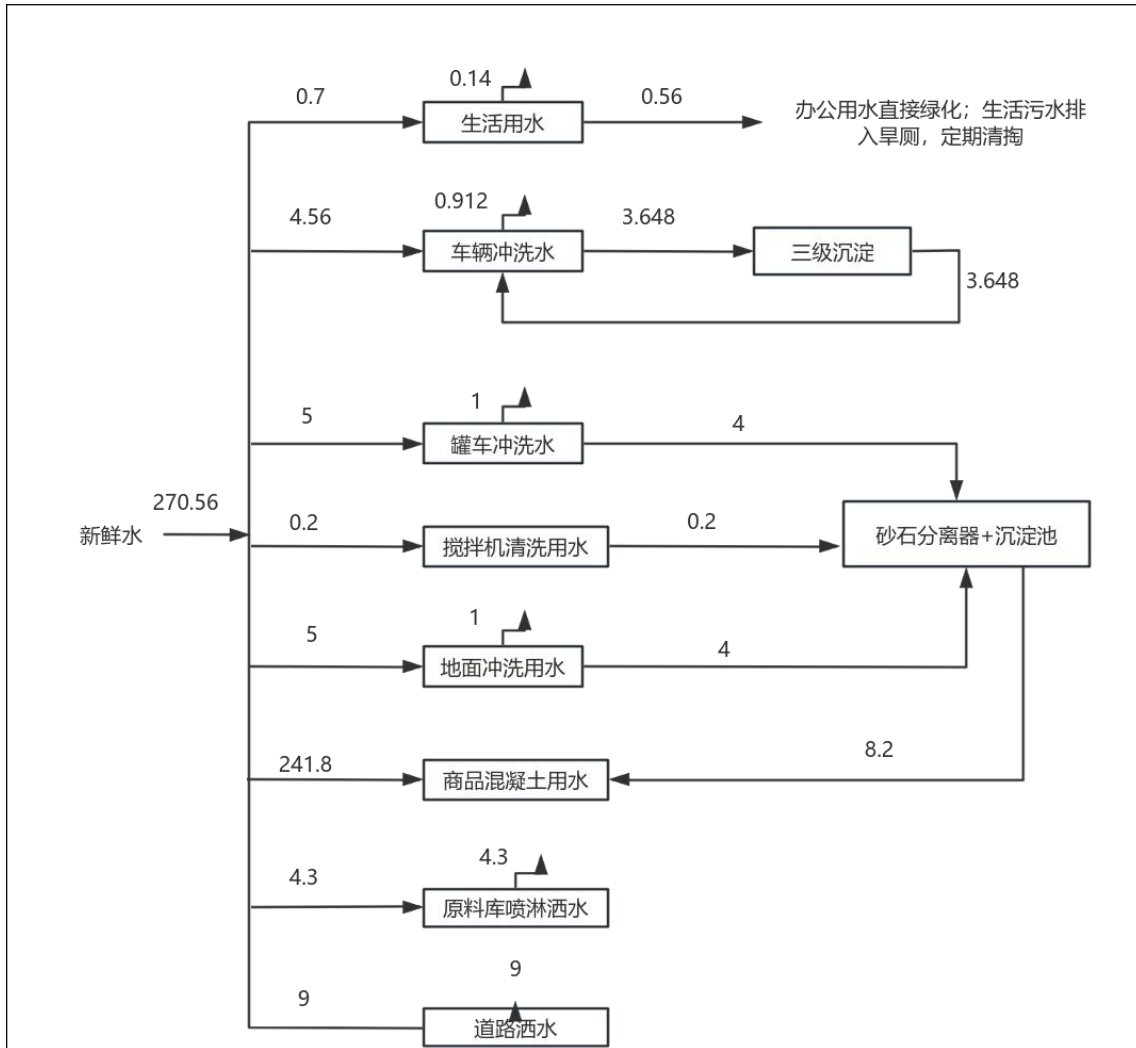 0.14
0.7
0.56
生活用水
办公用水直接绿化；生活污水排
入旱厕，定期清掏
0.912
4.56
3.648
车辆冲洗水
三级沉淀
3.648
1
5
4
罐车冲洗水
270.56
新鲜水
0.2
0.2
搅拌机清洗用水
砂石分离器+沉淀池
1
5
4
地面冲洗用水
241.8
8.2
商品混凝土用水
4.3
4.3
原料库喷淋洒水
9
9
道路洒水